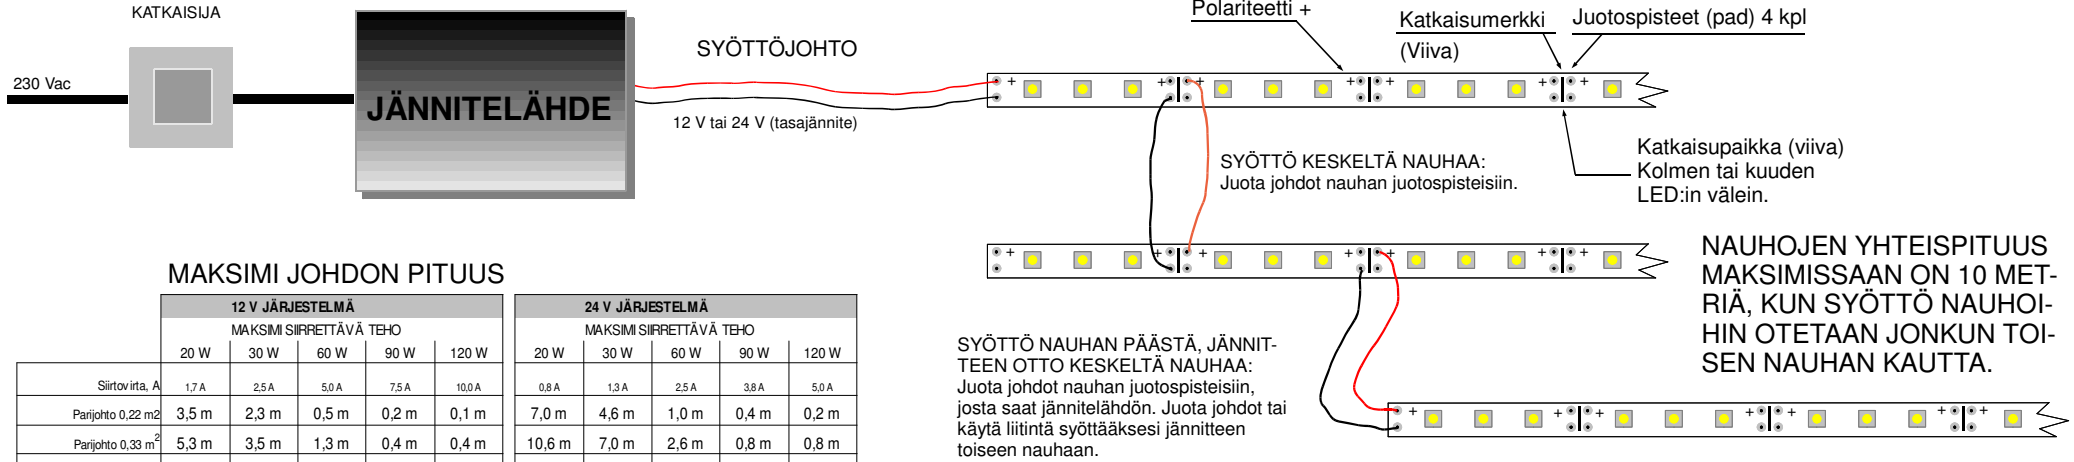 KATKAISIJA
230 Vac
JÄNNITELÄHDE
SYÖTTÖJOHTO
12 V tai 24 V (tasajännite)
Polariteetti +
Katkaisumerkki
(Viiva)
Juotospisteet (pad) 4 kpl
+ + + + + + +
SYÖTTÖ KESKELTÄ NAUHAA:
Juota johdot nauhan juotospisteisiin.
Katkaisupaikka (viiva)
Kolmen tai kuuden
LED:in välein.
+ + + + + + +
NAUHOJEN YHTEISPITUUS
MAKSIMISSAAN ON 10 MET-
RIÄ, KUN SYÖTTÖ NAUHOI-
HIN OTETAAN JONKUN TOI-
SEN NAUHAN KAUTTA.
SYÖTTÖ NAUHAN PÄÄSTÄ, JÄNNIT-
TEEN OTTO KESKELTÄ NAUHAA:
Juota johdot nauhan juotospisteisiin,
josta saat jännitelähdön. Juota johdot tai
käytä liitintä syöttääksesi jännitteen
toiseen nauhaan.
+ + + + + + +
MAKSIMI JOHDON PITUUS
12 V JÄRJESTELMÄ 24 V JÄRJESTELMÄ
MAKSIMI SIIRRETTÄVÄ TEHO MAKSIMI SIIRRETTÄVÄ TEHO
20 W 30 W 60 W 90 W 120 W 20 W 30 W 60 W 90 W 120 W
Siirtovirta, A 1,7 A 2,5 A 5,0 A 7,5 A 10,0 A 0,8 A 1,3 A 2,5 A 3,8 A 5,0 A
Parijohto 0,22 m2 3,5 m 2,3 m 0,5 m 0,2 m 0,1 m 7,0 m 4,6 m 1,0 m 0,4 m 0,2 m
Parijohto 0,33 m² 5,3 m 3,5 m 1,3 m 0,4 m 0,4 m 10,6 m 7,0 m 2,6 m 0,8 m 0,8 m